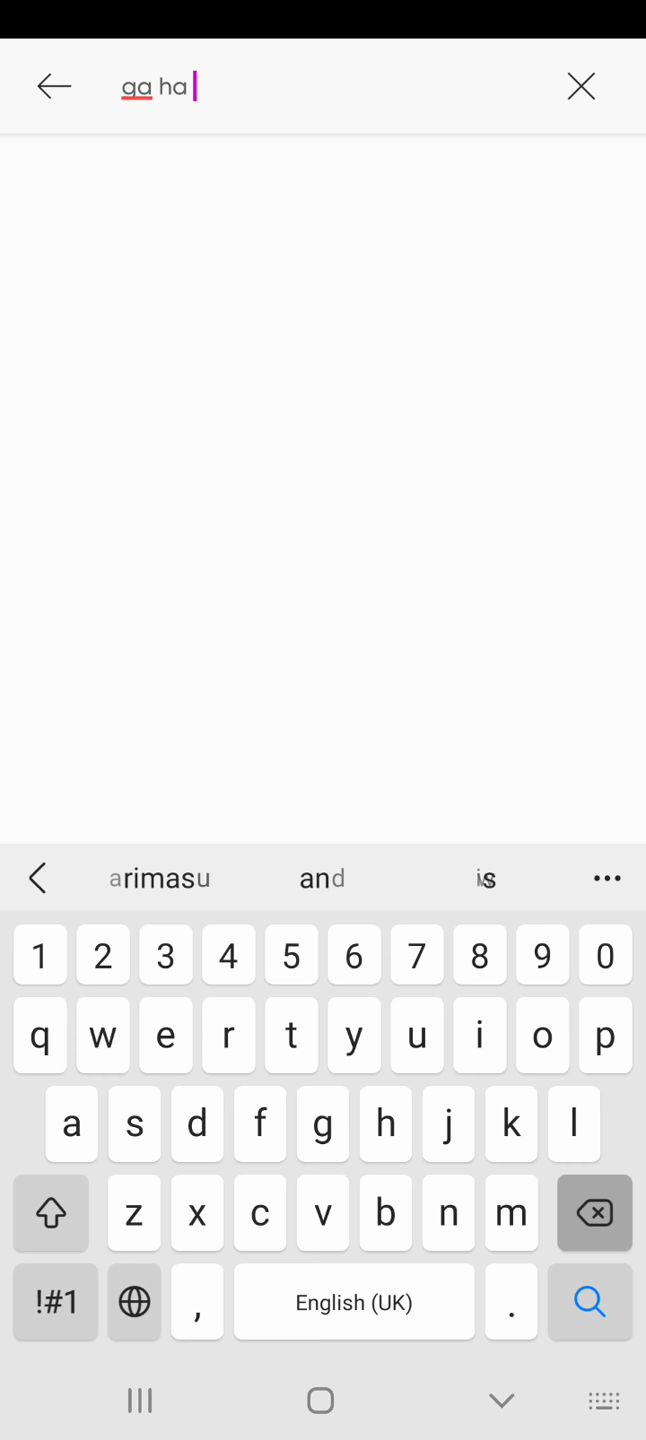 ga ha
arimasu and is
1 2 3 4 5 6 7 8 9 0
q w e r t y u i o p
a s d f g h j k l
z x c v b n m
!#1 , English (UK) .